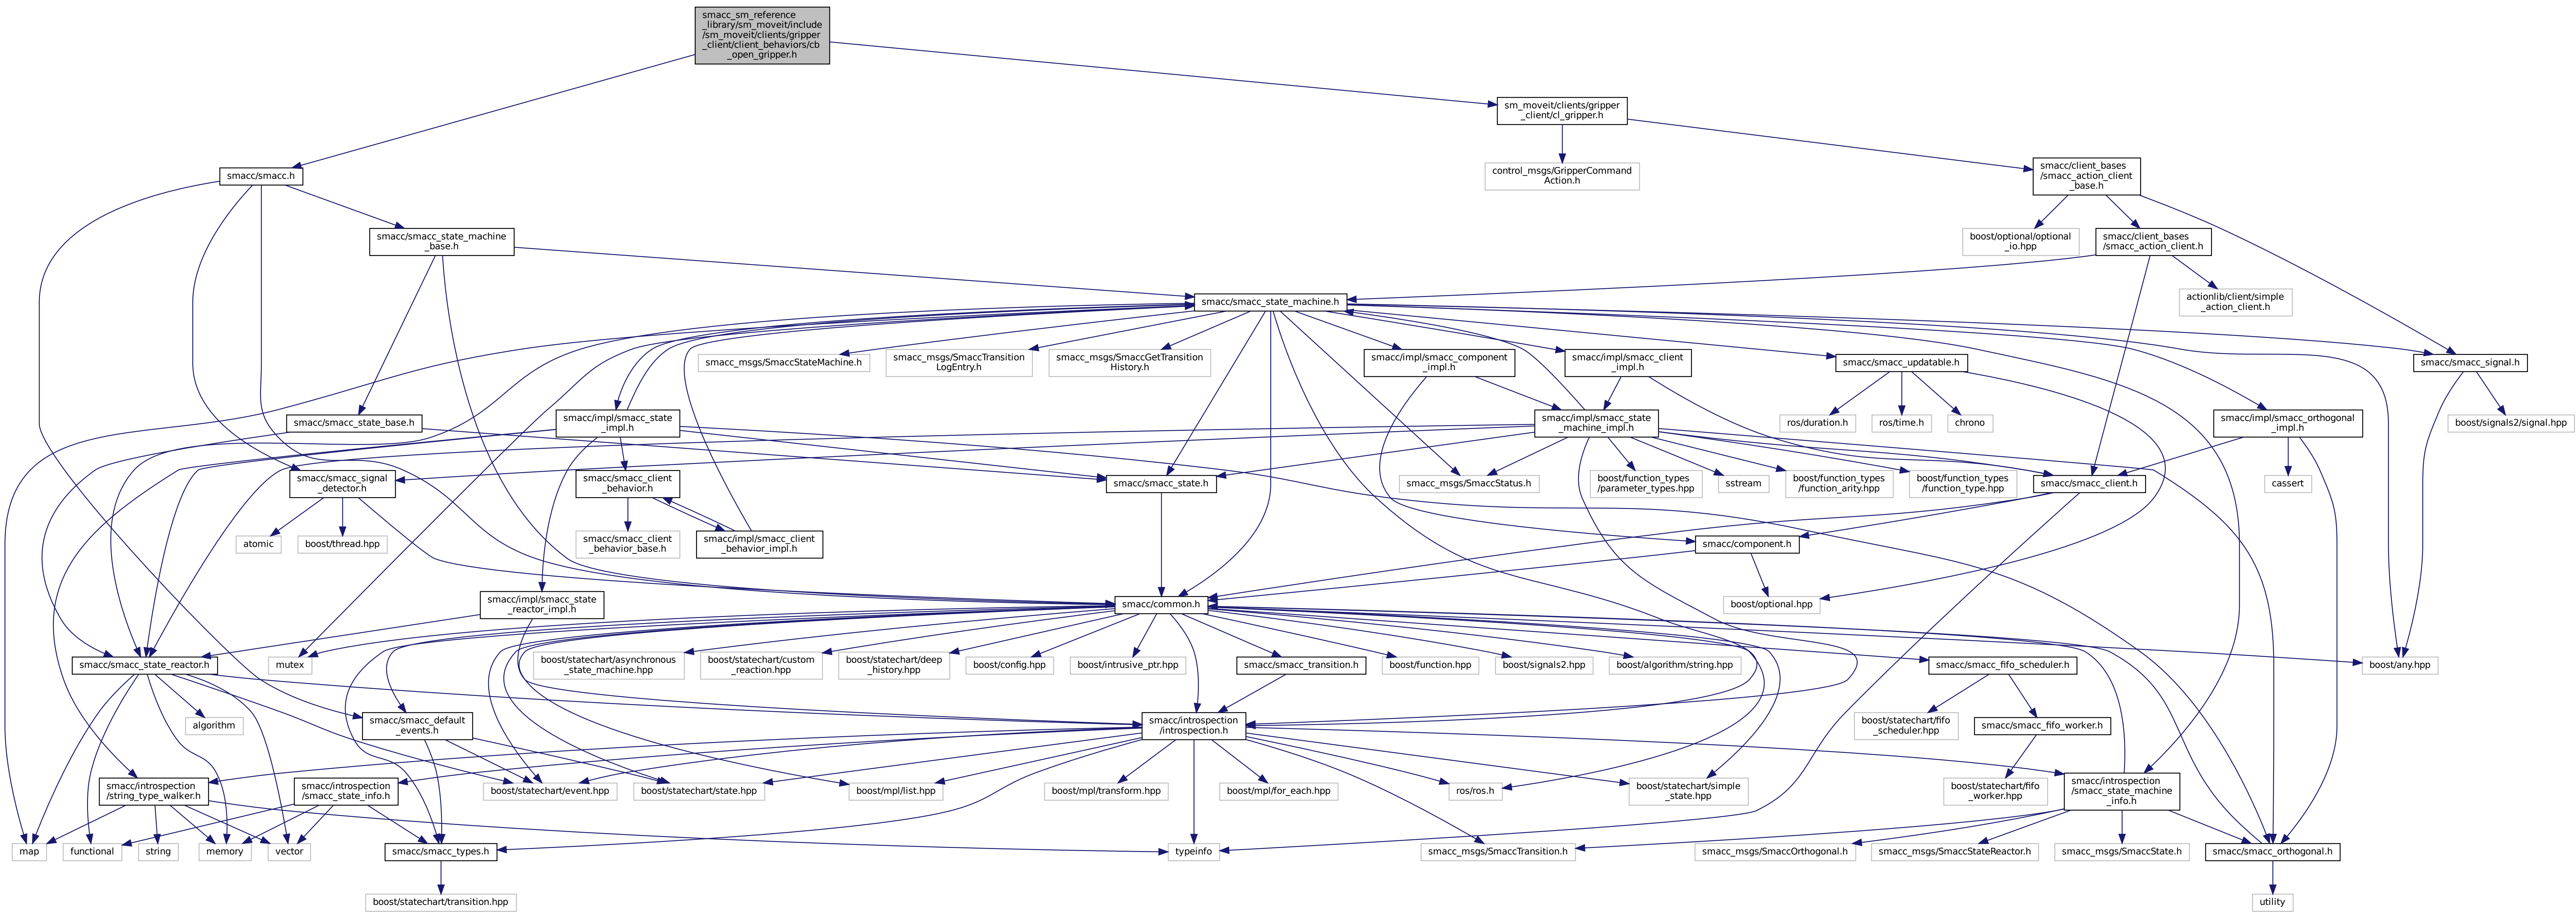 smacc_sm_reference
_library/sm_moveit/include
/sm_moveit/clients/gripper
_client/client_behaviors/cb
_open_gripper.h
sm_moveit/clients/gripper
_client/cl_gripper.h
smacc/smacc.h
control_msgs/GripperCommand
Action.h
smacc/client_bases
/smacc_action_client
_base.h
smacc/smacc_state_machine
_base.h
boost/optional/optional
_io.hpp
smacc/client_bases
/smacc_action_client.h
smacc/smacc_state_machine.h
actionlib/client/simple
_action_client.h
smacc_msgs/SmaccStateMachine.h
smacc_msgs/SmaccTransition
LogEntry.h
smacc_msgs/SmaccGetTransition
History.h
smacc/impl/smacc_component
_impl.h
smacc/impl/smacc_client
_impl.h
smacc/smacc_updatable.h
smacc/smacc_signal.h
smacc/smacc_state_base.h
smacc/impl/smacc_state
_impl.h
smacc/impl/smacc_state
_machine_impl.h
ros/duration.h
ros/time.h
chrono
smacc/impl/smacc_orthogonal
_impl.h
boost/signals2/signal.hpp
smacc/smacc_signal
_detector.h
smacc/smacc_client
_behavior.h
smacc/smacc_state.h
smacc_msgs/SmaccStatus.h
boost/function_types
/parameter_types.hpp
sstream
boost/function_types
/function_arity.hpp
boost/function_types
/function_type.hpp
smacc/smacc_client.h
cassert
atomic
boost/thread.hpp
smacc/smacc_client
_behavior_base.h
smacc/impl/smacc_client
_behavior_impl.h
smacc/component.h
smacc/impl/smacc_state
_reactor_impl.h
smacc/common.h
boost/optional.hpp
smacc/smacc_state_reactor.h
mutex
boost/statechart/asynchronous
_state_machine.hpp
boost/statechart/custom
_reaction.hpp
boost/statechart/deep
_history.hpp
boost/config.hpp
boost/intrusive_ptr.hpp
smacc/smacc_transition.h
boost/function.hpp
boost/signals2.hpp
boost/algorithm/string.hpp
smacc/smacc_fifo_scheduler.h
boost/any.hpp
algorithm
smacc/smacc_default
_events.h
smacc/introspection
/introspection.h
boost/statechart/fifo
_scheduler.hpp
smacc/smacc_fifo_worker.h
smacc/introspection
/string_type_walker.h
smacc/introspection
/smacc_state_info.h
boost/statechart/event.hpp
boost/statechart/state.hpp
boost/mpl/list.hpp
boost/mpl/transform.hpp
boost/mpl/for_each.hpp
ros/ros.h
boost/statechart/simple
_state.hpp
boost/statechart/fifo
_worker.hpp
smacc/introspection
/smacc_state_machine
_info.h
map
functional
string
memory
vector
smacc/smacc_types.h
typeinfo
smacc_msgs/SmaccTransition.h
smacc_msgs/SmaccOrthogonal.h
smacc_msgs/SmaccStateReactor.h
smacc_msgs/SmaccState.h
smacc/smacc_orthogonal.h
boost/statechart/transition.hpp
utility